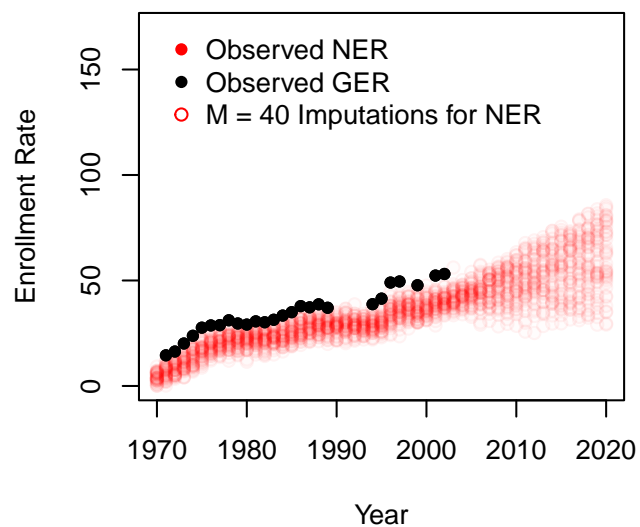 Observed NER
Observed GER
M = 40 Imputations for NER
Enrollment Rate
150
100
50
0
1970 1980 1990 2000 2010 2020
Year